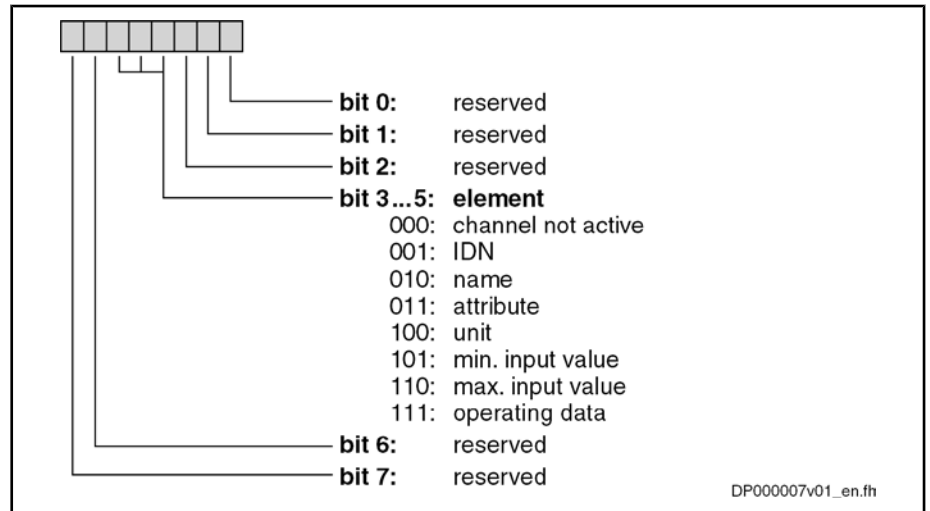 bit 0: reserved
bit 1: reserved
bit 2: reserved
bit 3...5: element
000: channel not active
001: IDN
010: name
011: attribute
100: unit
101: min. input value
110: max. input value
111: operating data
bit 6: reserved
bit 7: reserved
DP000007v01_en.fh